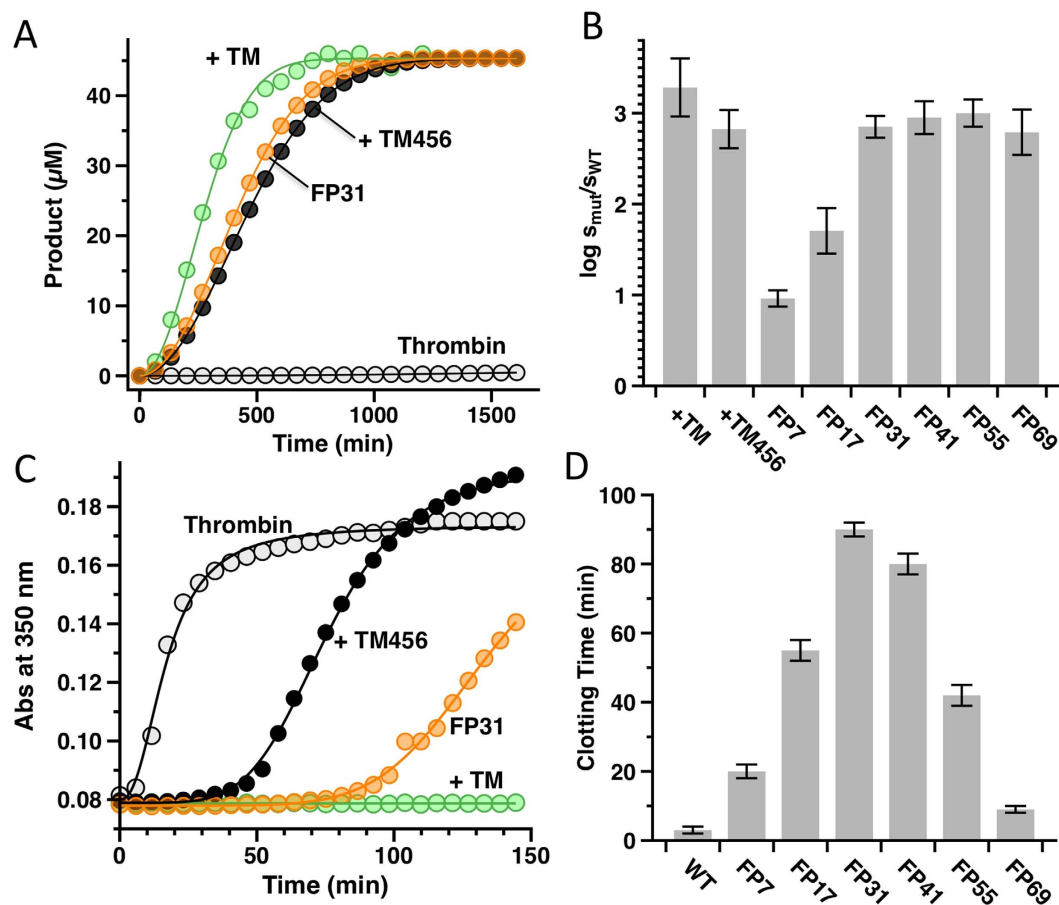 A
+ TM
+ TM456
FP31
Thrombin
Product (µM)
40
30
20
10
0
0
500
1000
1500
Time (min)
B
log s_mut/s_WT
3
2
1
0
+TM
+TM456
FP7
FP17
FP31
FP41
FP55
FP69
C
Thrombin
+ TM456
FP31
+ TM
Abs at 350 nm
0.18
0.16
0.14
0.12
0.10
0.08
0
50
100
150
Time (min)
D
Clotting Time (min)
100
80
60
40
20
0
WT
FP7
FP17
FP31
FP41
FP55
FP69